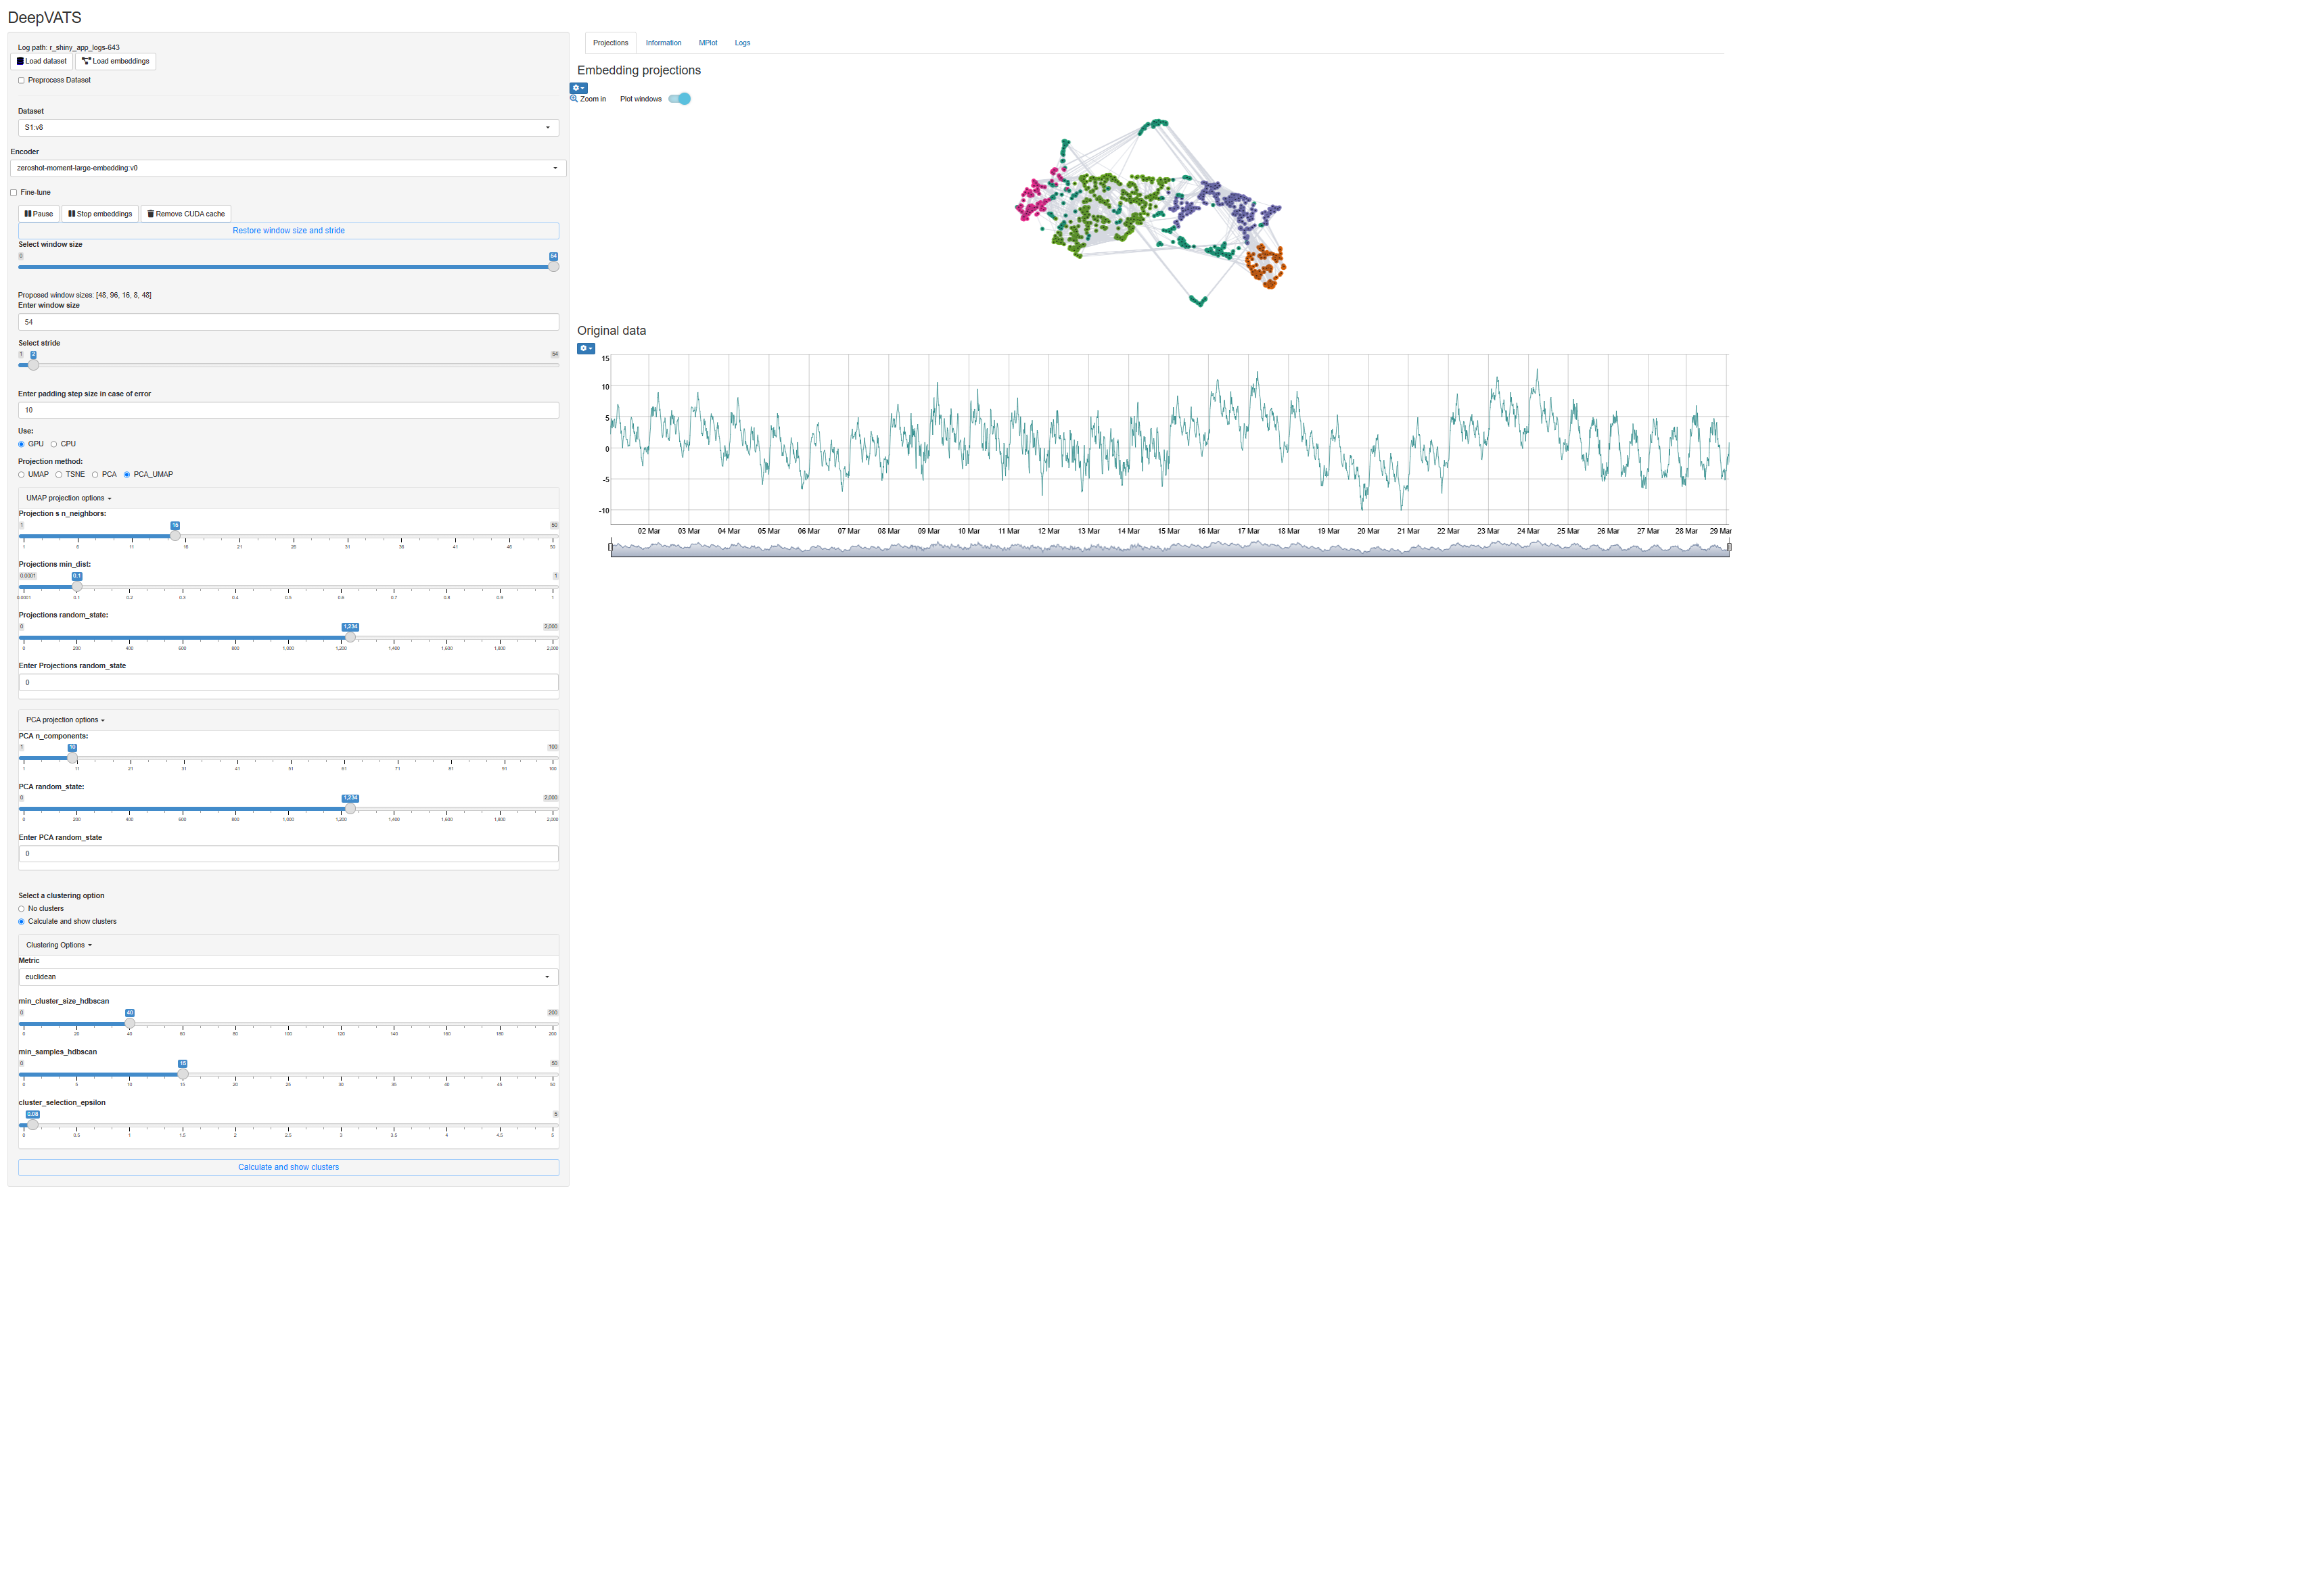 DeepVATS
Log path: r_shiny_app_logs-643
Load dataset Load embeddings
Preprocess Dataset
Dataset
S1:v8
Encoder
zeroshot-moment-large-embedding:v0
Fine-tune
Pause Stop embeddings Remove CUDA cache
Restore window size and stride
Select window size
0 54
Proposed window sizes: [48, 96, 16, 8, 48]
Enter window size
54
Select stride
1 2 54
Enter padding step size in case of error
10
Use:
GPU CPU
Projection method:
UMAP TSNE PCA PCA_UMAP
UMAP projection options
Projection s n_neighbors:
1 15 50
1 6 11 16 21 26 31 36 41 46 50
Projections min_dist:
0.0001 0.1 1
0.0001 0.1 0.2 0.3 0.4 0.5 0.6 0.7 0.8 0.9 1
Projections random_state:
0 1,234 2,000
0 200 400 600 800 1,000 1,200 1,400 1,600 1,800 2,000
Enter Projections random_state
0
PCA projection options
PCA n_components:
1 10 100
1 11 21 31 41 51 61 71 81 91 100
PCA random_state:
0 1,234 2,000
0 200 400 600 800 1,000 1,200 1,400 1,600 1,800 2,000
Enter PCA random_state
0
Select a clustering option
No clusters
Calculate and show clusters
Clustering Options
Metric
euclidean
min_cluster_size_hdbscan
0 40 200
0 20 40 60 80 100 120 140 160 180 200
min_samples_hdbscan
0 15 50
0 5 10 15 20 25 30 35 40 45 50
cluster_selection_epsilon
0.08 5
0 0.5 1 1.5 2 2.5 3 3.5 4 4.5 5
Calculate and show clusters
Projections Information MPlot Logs
Embedding projections
Zoom in Plot windows
Original data
15
10
5
0
-5
-10
02 Mar 03 Mar 04 Mar 05 Mar 06 Mar 07 Mar 08 Mar 09 Mar 10 Mar 11 Mar 12 Mar 13 Mar 14 Mar 15 Mar 16 Mar 17 Mar 18 Mar 19 Mar 20 Mar 21 Mar 22 Mar 23 Mar 24 Mar 25 Mar 26 Mar 27 Mar 28 Mar 29 Mar